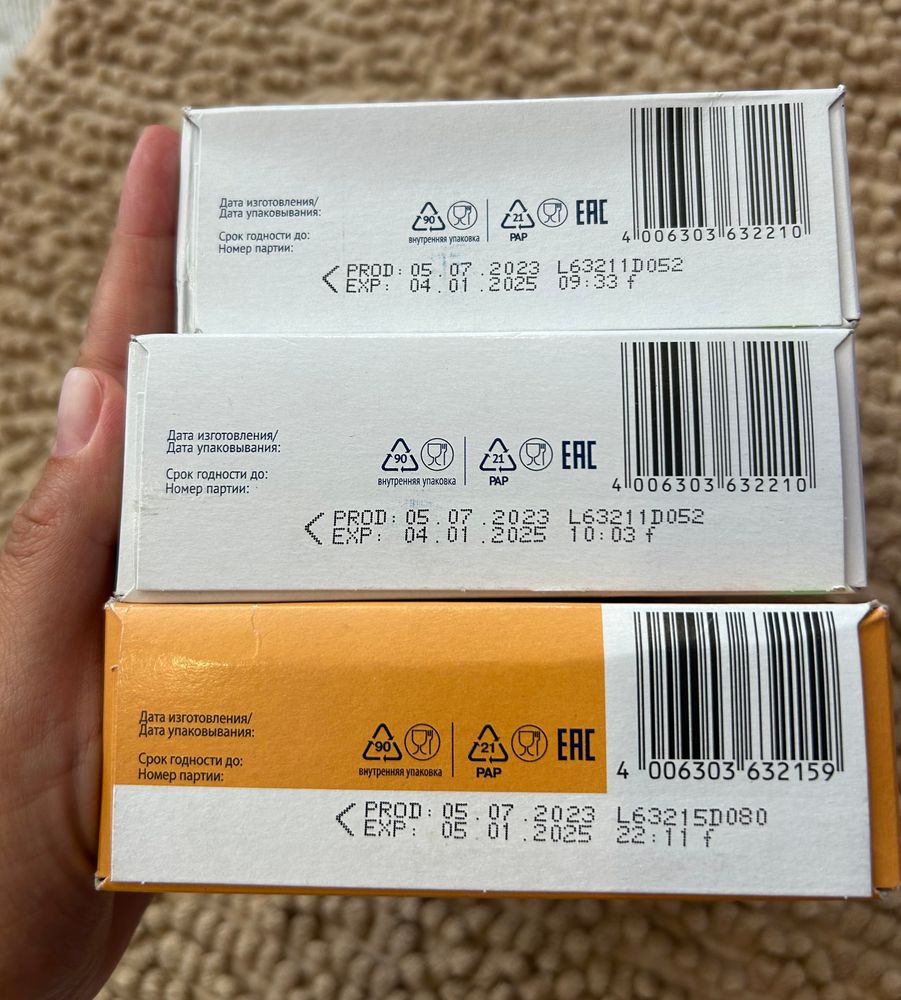 Дата изготовления/
Дата упаковывания:
Срок годности до:
Номер партии:
90
внутренняя упаковка
21
PAP
EAC
4 006303 632210
PROD: 05 . 07 . 2023 L63211D052
EXP: 04 .01 .2025 09:33 f
Дата изготовления/
Дата упаковывания:
Срок годности до:
Номер партии:
90
внутренняя упаковка
21
PAP
EAC
4 006303 632210
PROD: 05 . 07 . 2023 L63211D052
EXP: 04 .01 .2025 10:03 f
Дата изготовления/
Дата упаковывания:
Срок годности до:
Номер партии:
90
внутренняя упаковка
21
PAP
EAC
4 006303 632159
PROD: 05 . 07 . 2023 L63215D080
EXP: 05 .01 .2025 22:11 f